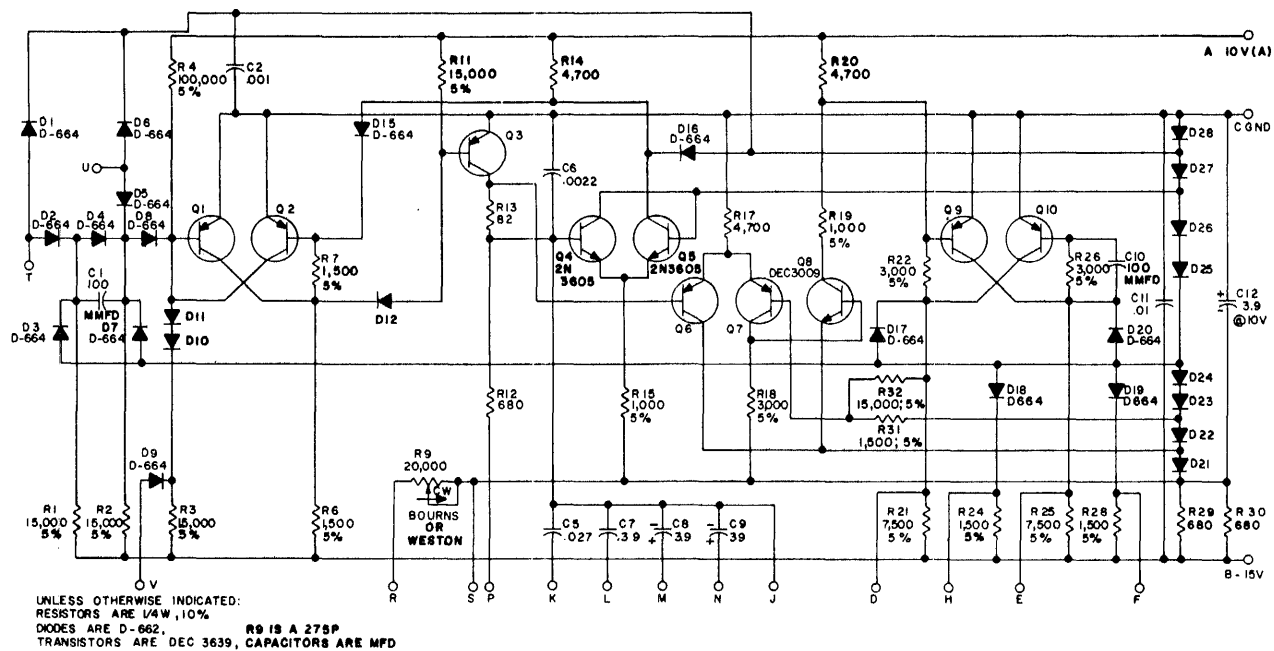 R4
100,000
5%
C2
.001
R11
15,000
5%
R14
4,700
R20
4,700
A 10V(A)
D1
D-664
D6
D-664
D15
D-664
Q3
D16
D-664
C GND
D28
D27
U
C6
.0022
D5
D-664
D2
D-664
D4
D-664
D8
D-664
Q1
Q2
R13
82
R17
4,700
R19
1,000
5%
Q9
Q10
D26
T
R7
1,500
5%
Q4
2N
3605
Q5
2N3605
Q8
DEC3009
R22
3,000
5%
R26
3,000
5%
C10
100
MMFD
D25
C1
100
MMFD
D3
D-664
D7
D-664
D11
D10
D12
Q6
Q7
D17
D-664
D20
D-664
C11
.01
C12
3.9
@10V
+
-
R12
680
R15
1,000
5%
R18
3,000
5%
R32
15,000; 5%
R31
1,500; 5%
D18
D664
D19
D664
D24
D23
D22
D21
D9
D-664
R9
20,000
CW
BOURNS
OR
WESTON
R1
15,000
5%
R2
15,000
5%
R3
15,000
5%
R6
1,500
5%
C5
.027
C7
.39
C8
3.9
-
+
C9
39
-
+
R21
7,500
5%
R24
1,500
5%
R25
7,500
5%
R28
1,500
5%
R29
680
R30
680
B-15V
V
R
S
P
K
L
M
N
J
D
H
E
F
UNLESS OTHERWISE INDICATED:
RESISTORS ARE 1/4W, 10%
DIODES ARE D-662, R9 IS A 275P
TRANSISTORS ARE DEC 3639, CAPACITORS ARE MFD